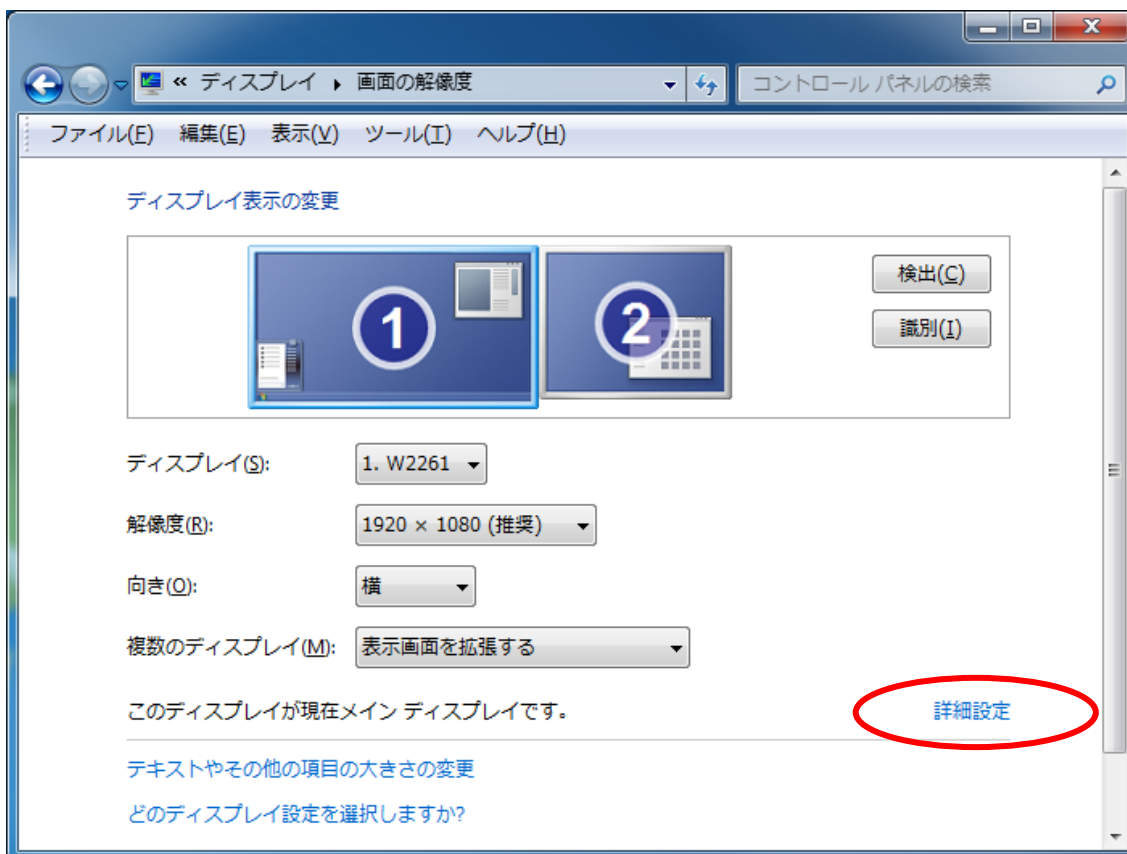 « ディスプレイ ▸ 画面の解像度
コントロール パネルの検索
ファイル(F) 編集(E) 表示(V) ツール(T) ヘルプ(H)
ディスプレイ表示の変更
1
2
検出(C)
識別(I)
ディスプレイ(S): 1. W2261
解像度(R): 1920 × 1080 (推奨)
向き(O): 横
複数のディスプレイ(M): 表示画面を拡張する
このディスプレイが現在メイン ディスプレイです。 詳細設定
テキストやその他の項目の大きさの変更
どのディスプレイ設定を選択しますか?